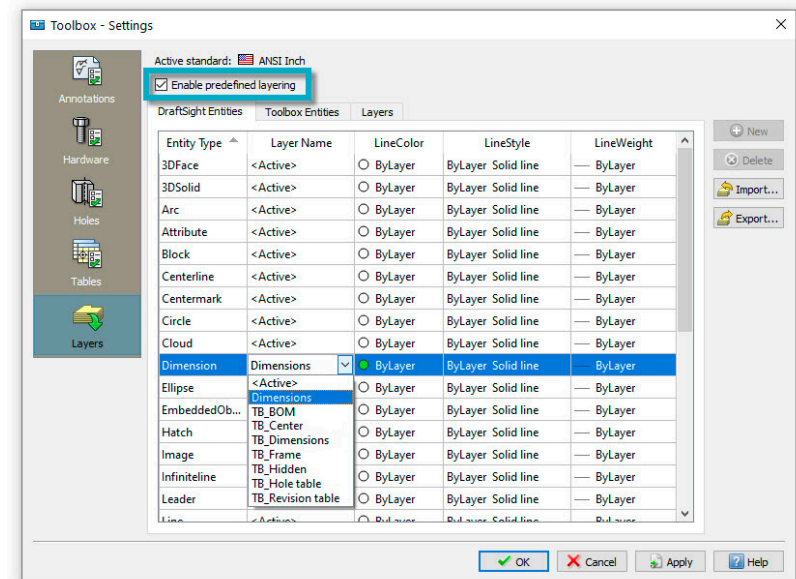 Toolbox - Settings
Active standard: ANSI Inch
Enable predefined layering
Annotations
Hardware
Holes
Tables
Layers
DraftSight Entities Toolbox Entities Layers
Entity Type Layer Name LineColor LineStyle LineWeight
3DFace <Active> ByLayer ByLayer Solid line ByLayer
3DSolid <Active> ByLayer ByLayer Solid line ByLayer
Arc <Active> ByLayer ByLayer Solid line ByLayer
Attribute <Active> ByLayer ByLayer Solid line ByLayer
Block <Active> ByLayer ByLayer Solid line ByLayer
Centerline <Active> ByLayer ByLayer Solid line ByLayer
Centermark <Active> ByLayer ByLayer Solid line ByLayer
Circle <Active> ByLayer ByLayer Solid line ByLayer
Cloud <Active> ByLayer ByLayer Solid line ByLayer
Dimension Dimensions ByLayer ByLayer Solid line ByLayer
Ellipse ByLayer ByLayer Solid line ByLayer
EmbeddedOb... ByLayer ByLayer Solid line ByLayer
Hatch ByLayer ByLayer Solid line ByLayer
Image ByLayer ByLayer Solid line ByLayer
Infiniteline ByLayer ByLayer Solid line ByLayer
Leader ByLayer ByLayer Solid line ByLayer
Line <Active> ByLayer ByLayer Solid line ByLayer
<Active>
Dimensions
TB_BOM
TB_Center
TB_Dimensions
TB_Frame
TB_Hidden
TB_Hole table
TB_Revision table
New
Delete
Import...
Export...
OK Cancel Apply Help